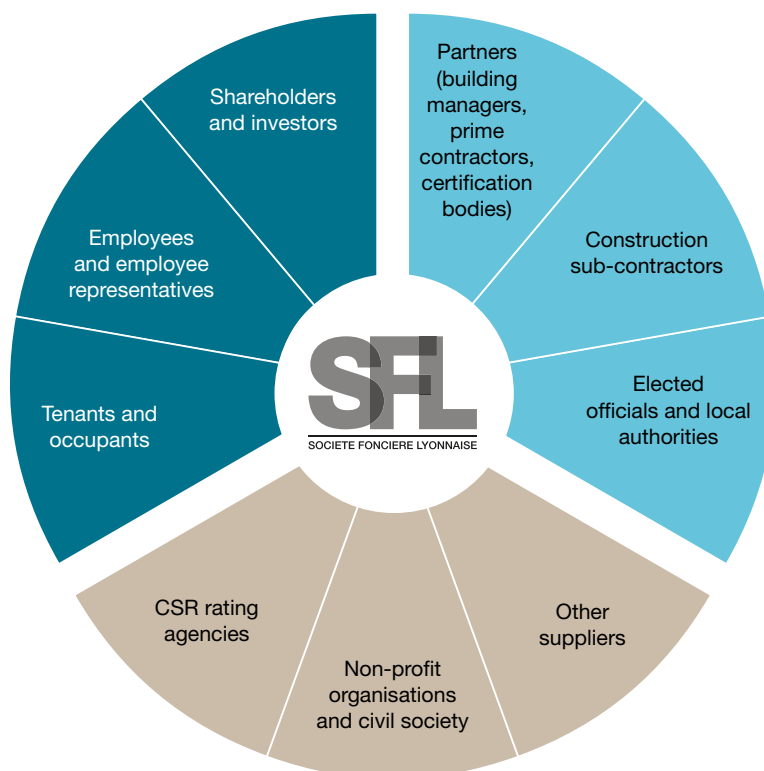 Shareholders
and investors
Partners
(building
managers,
prime
contractors,
certification
bodies)
Employees
and employee
representatives
Construction
sub-contractors
Tenants and
occupants
SFL
SOCIETE FONCIERE LYONNAISE
Elected
officials and local
authorities
CSR rating
agencies
Non-profit
organisations
and civil society
Other
suppliers